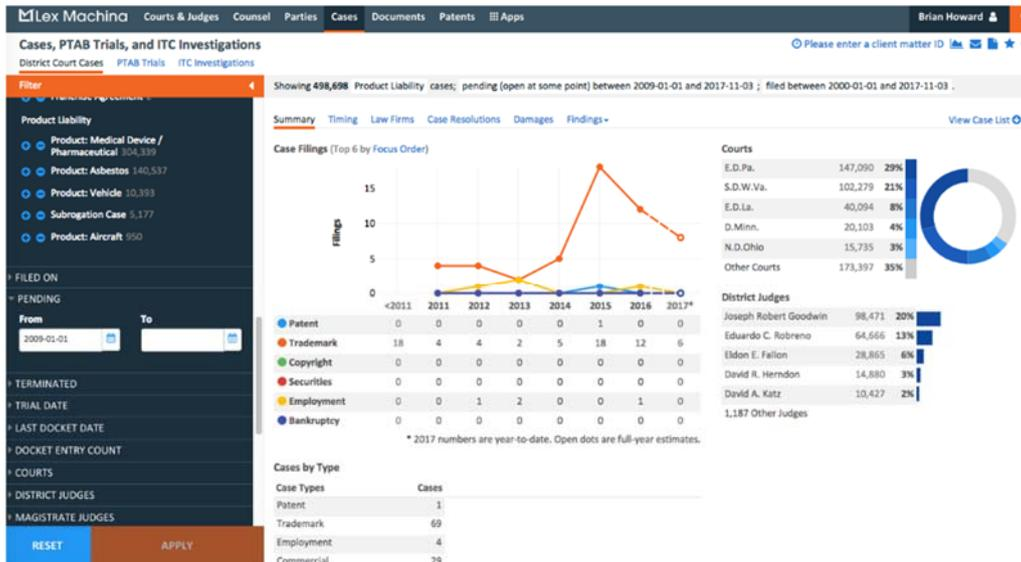 Lex Machina Courts & Judges Counsel Parties Cases Documents Patents Apps Brian Howard
Cases, PTAB Trials, and ITC Investigations
Please enter a client matter ID
District Court Cases PTAB Trials ITC Investigations
Filter
Showing 498,698 Product Liability cases; pending (open at some point) between 2009-01-01 and 2017-11-03 ; filed between 2000-01-01 and 2017-11-03 .
Franchise Agreement
Product Liability
Product: Medical Device /
Pharmaceutical 304,339
Product: Asbestos 140,537
Product: Vehicle 10,393
Subrogation Case 5,177
Product: Aircraft 950
FILED ON
PENDING
From To
2009-01-01
TERMINATED
TRIAL DATE
LAST DOCKET DATE
DOCKET ENTRY COUNT
COURTS
DISTRICT JUDGES
MAGISTRATE JUDGES
RESET APPLY
Summary Timing Law Firms Case Resolutions Damages Findings
View Case List
Case Filings (Top 6 by Focus Order)
Filings
15
10
5
0
<2011 2011 2012 2013 2014 2015 2016 2017*
Patent 0 0 0 0 0 1 0 0
Trademark 18 4 4 2 5 18 12 6
Copyright 0 0 0 0 0 0 0 0
Securities 0 0 0 0 0 0 0 0
Employment 0 0 1 2 0 0 1 0
Bankruptcy 0 0 0 0 0 0 0 0
* 2017 numbers are year-to-date. Open dots are full-year estimates.
Cases by Type
Case Types Cases
Patent 1
Trademark 69
Employment 4
Commercial 29
Courts
E.D.Pa. 147,090 29%
S.D.W.Va. 102,279 21%
E.D.La. 40,094 8%
D.Minn. 20,103 4%
N.D.Ohio 15,735 3%
Other Courts 173,397 35%
District Judges
Joseph Robert Goodwin 98,471 20%
Eduardo C. Robreno 64,666 13%
Eldon E. Fallon 28,865 6%
David R. Herndon 14,880 3%
David A. Katz 10,427 2%
1,187 Other Judges